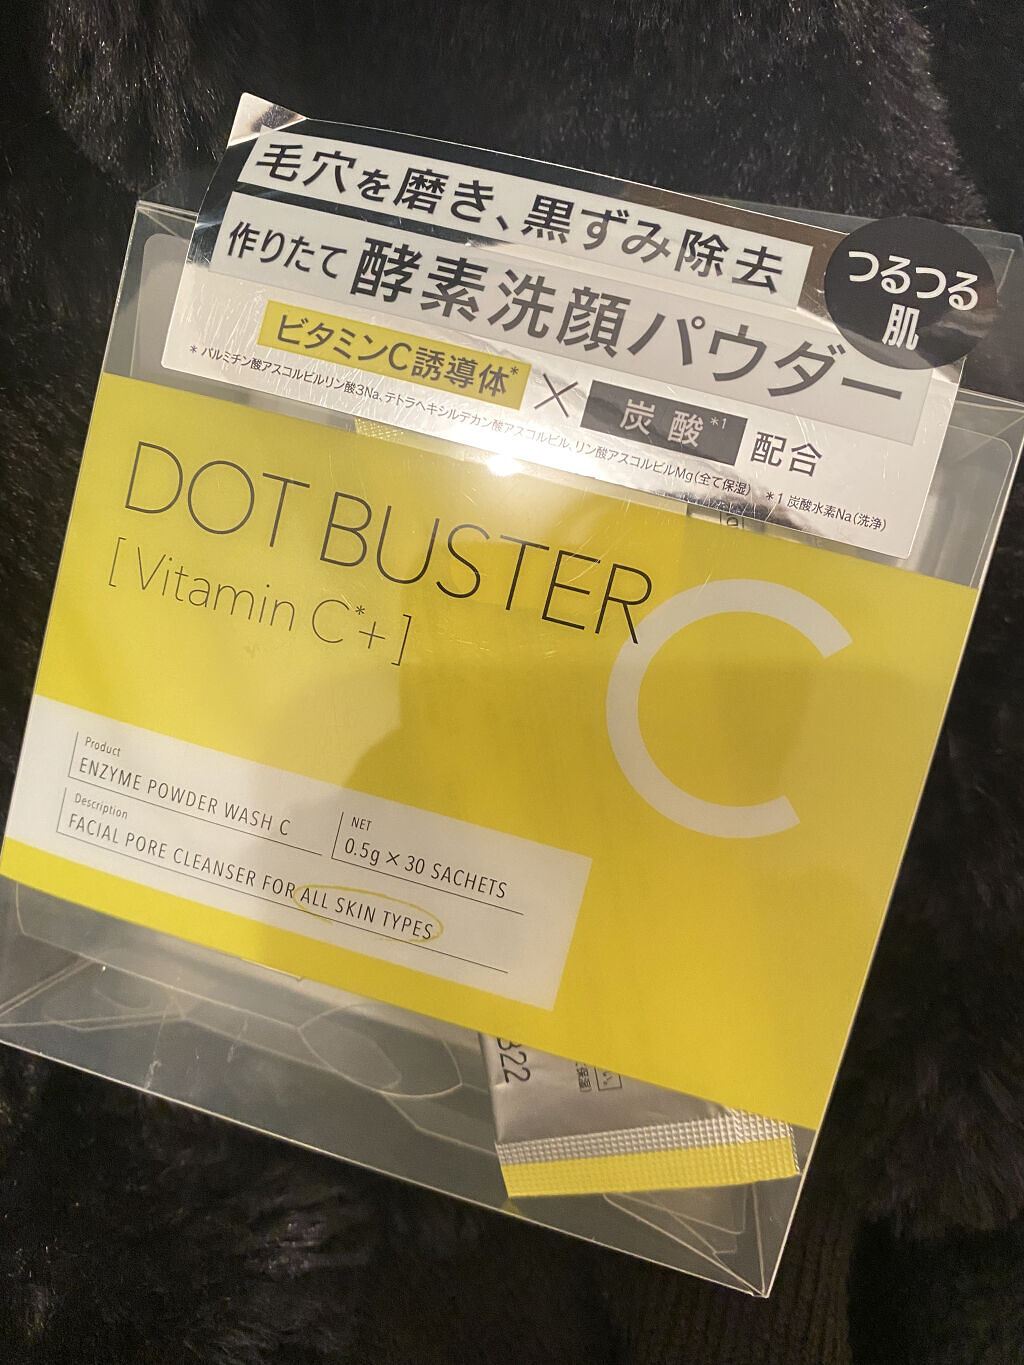 毛穴を磨き、黒ずみ除去
つるつる
肌
作りたて 酵素洗顔パウダー
ビタミンC誘導体* × 炭酸*1 配合
* パルミチン酸アスコルビルリン酸3Na、テトラヘキシルデカン酸アスコルビル、リン酸アスコルビルMg(全て保湿) *1 炭酸水素Na(洗浄)
DOT BUSTER C
[ Vitamin C*+ ]
Product
ENZYME POWDER WASH C
NET
0.5g × 30 SACHETS
Description
FACIAL PORE CLEANSER FOR ALL SKIN TYPES
322